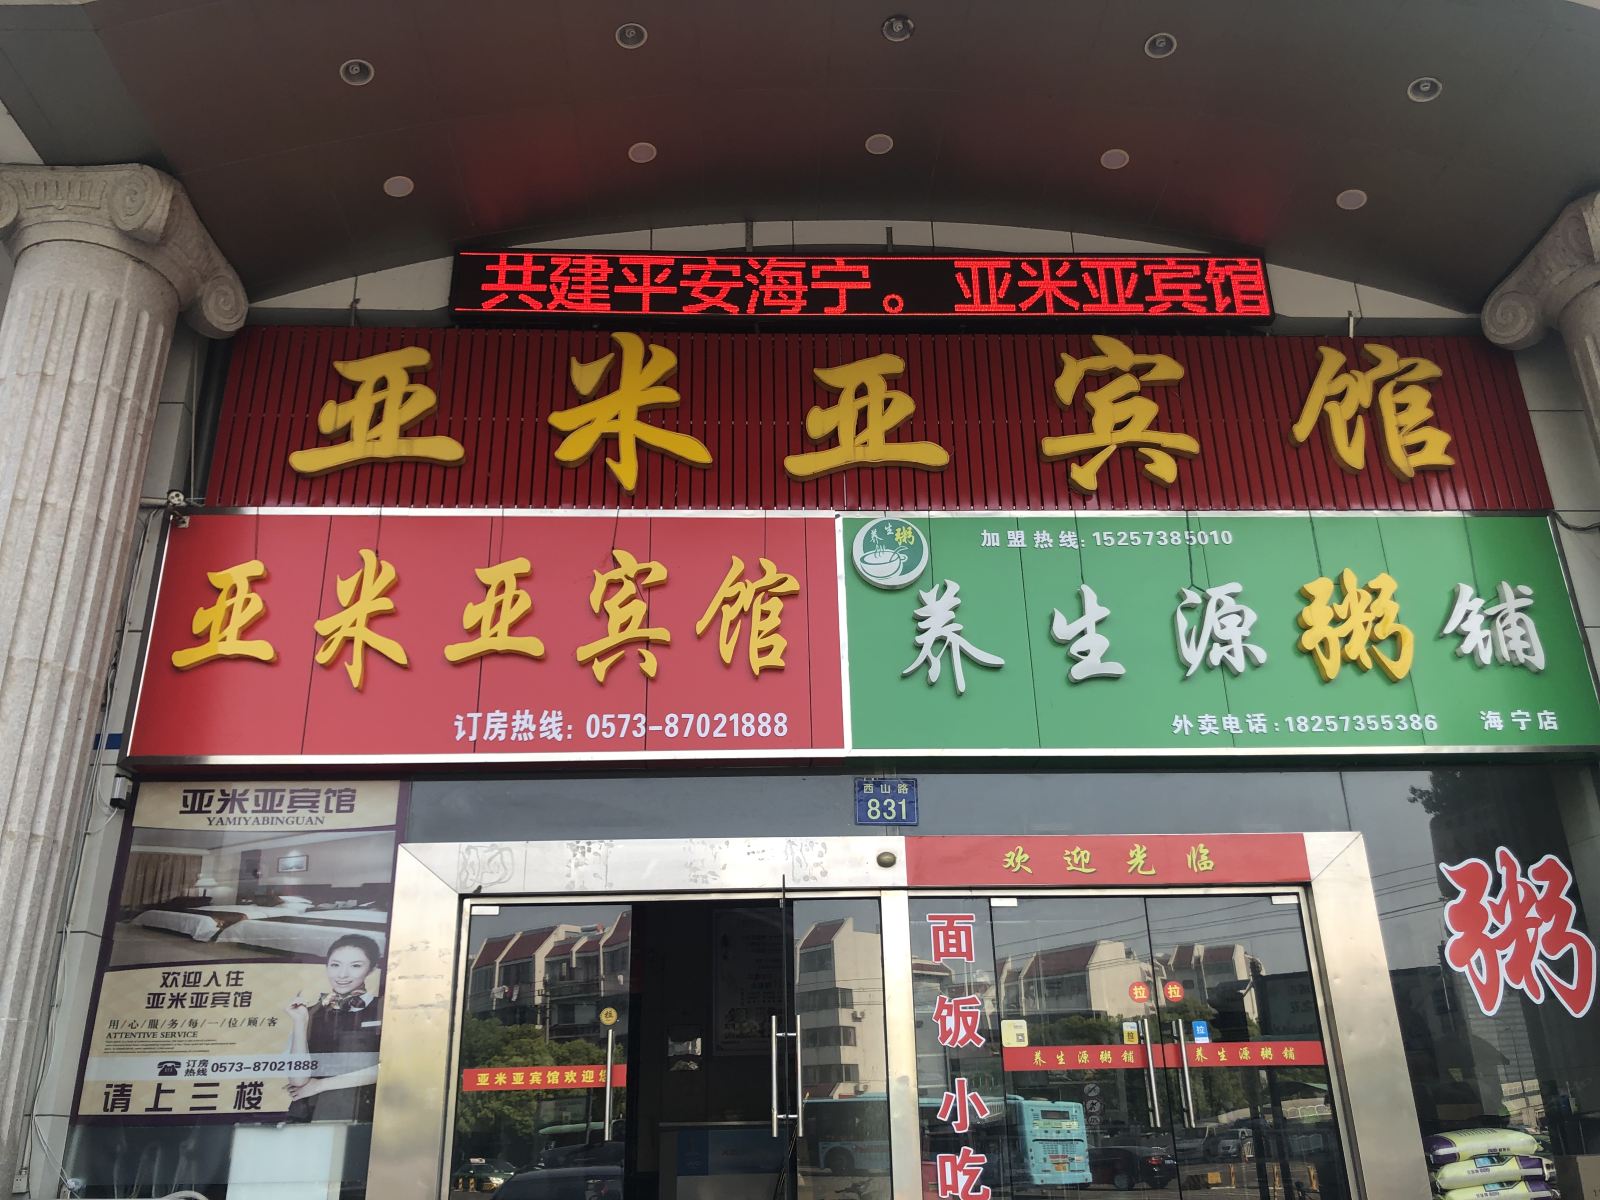 共建平安海宁。亚米亚宾馆
亚米亚宾馆
亚米亚宾馆
订房热线: 0573-87021888
养生粥
加盟热线: 15257385010
养生源粥铺
外卖电话:18257355386 海宁店
西山路
831
亚米亚宾馆
YAMIYABINGUAN
欢迎入住
亚米亚宾馆
用/心/服/务/每/一/位/顾/客
ATTENTIVE SERVICE
订房
热线 0573-87021888
请上三楼
欢迎光临
拉
亚米亚宾馆欢迎您
面饭小吃
拉
拉
拉
拉
养生源粥铺
养生源粥铺
粥